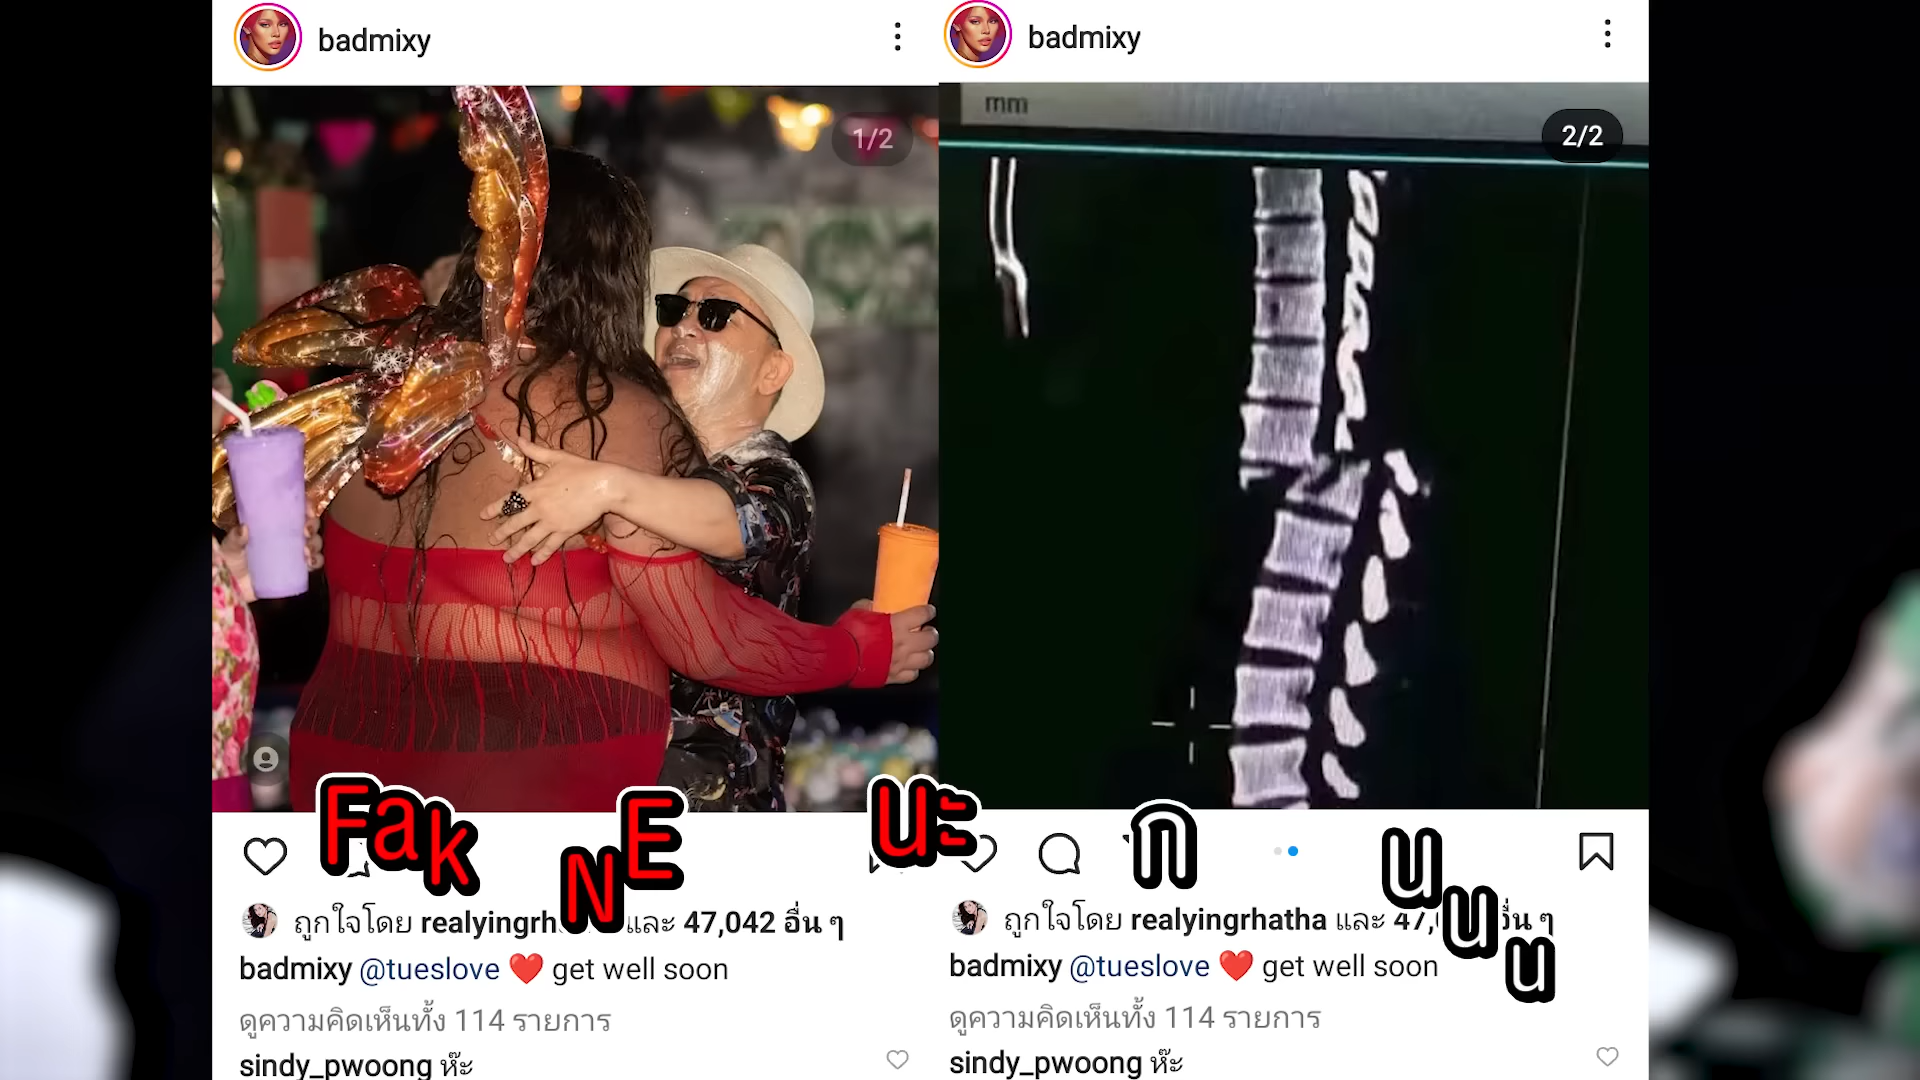 badmixy
1/2
Fak NE นะ
ถูกใจโดย และ 47,042 อื่น ๆ
badmixy @tueslove ❤️ get well soon
ดูความคิดเห็นทั้ง 114 รายการ
sindy_pwoong ห๊ะ
badmixy
mm
2/2
ก น น น
ถูกใจโดย realyingrhatha และ
badmixy @tueslove ❤️ get well soon
ดูความคิดเห็นทั้ง 114 รายการ
sindy_pwoong ห๊ะ